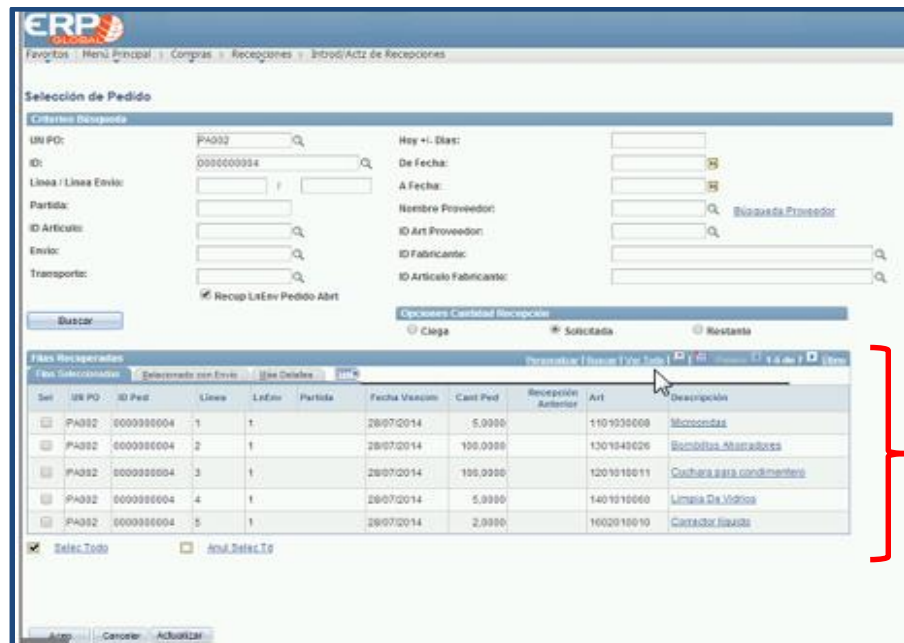 ERP
GLOBAL
Favoritos Menú Principal Compras Recepciones Introd/Actz de Recepciones
Selección de Pedido
Criterios Búsqueda
UN PO: PA002 Hoy +/- Días:
ID: 0000000004 De Fecha:
Línea / Línea Envío: / A Fecha:
Partida: Nombre Proveedor: Búsqueda Proveedor
ID Artículo: ID Art Proveedor:
Envío: ID Fabricante:
Transporte: ID Artículo Fabricante:
Recup LnEnv Pedido Abrt
Buscar Opciones Cantidad Recepción
Ciega Solicitada Restante
Filas Recuperadas Personalizar | Buscar | Ver Todo |
Filas Seleccionadas Relacionado con Envío Más Detalles
Sel UN PO ID Ped Línea LnEnv Partida Fecha Vencim Cant Ped Recepción Anterior Art Descripción
PA002 0000000004 1 1 28/07/2014 5,0000 1101030008 Microondas
PA002 0000000004 2 1 28/07/2014 100,0000 1301040026 Bombillos Ahorradores
PA002 0000000004 3 1 28/07/2014 100,0000 1201010011 Cuchara para condimentero
PA002 0000000004 4 1 28/07/2014 5,0000 1401010060 Limpia De Vidrios
PA002 0000000004 5 1 28/07/2014 2,0000 1602010010 Corrector líquido
Selec Todo Anul Selec Td
Cancelar Actualizar